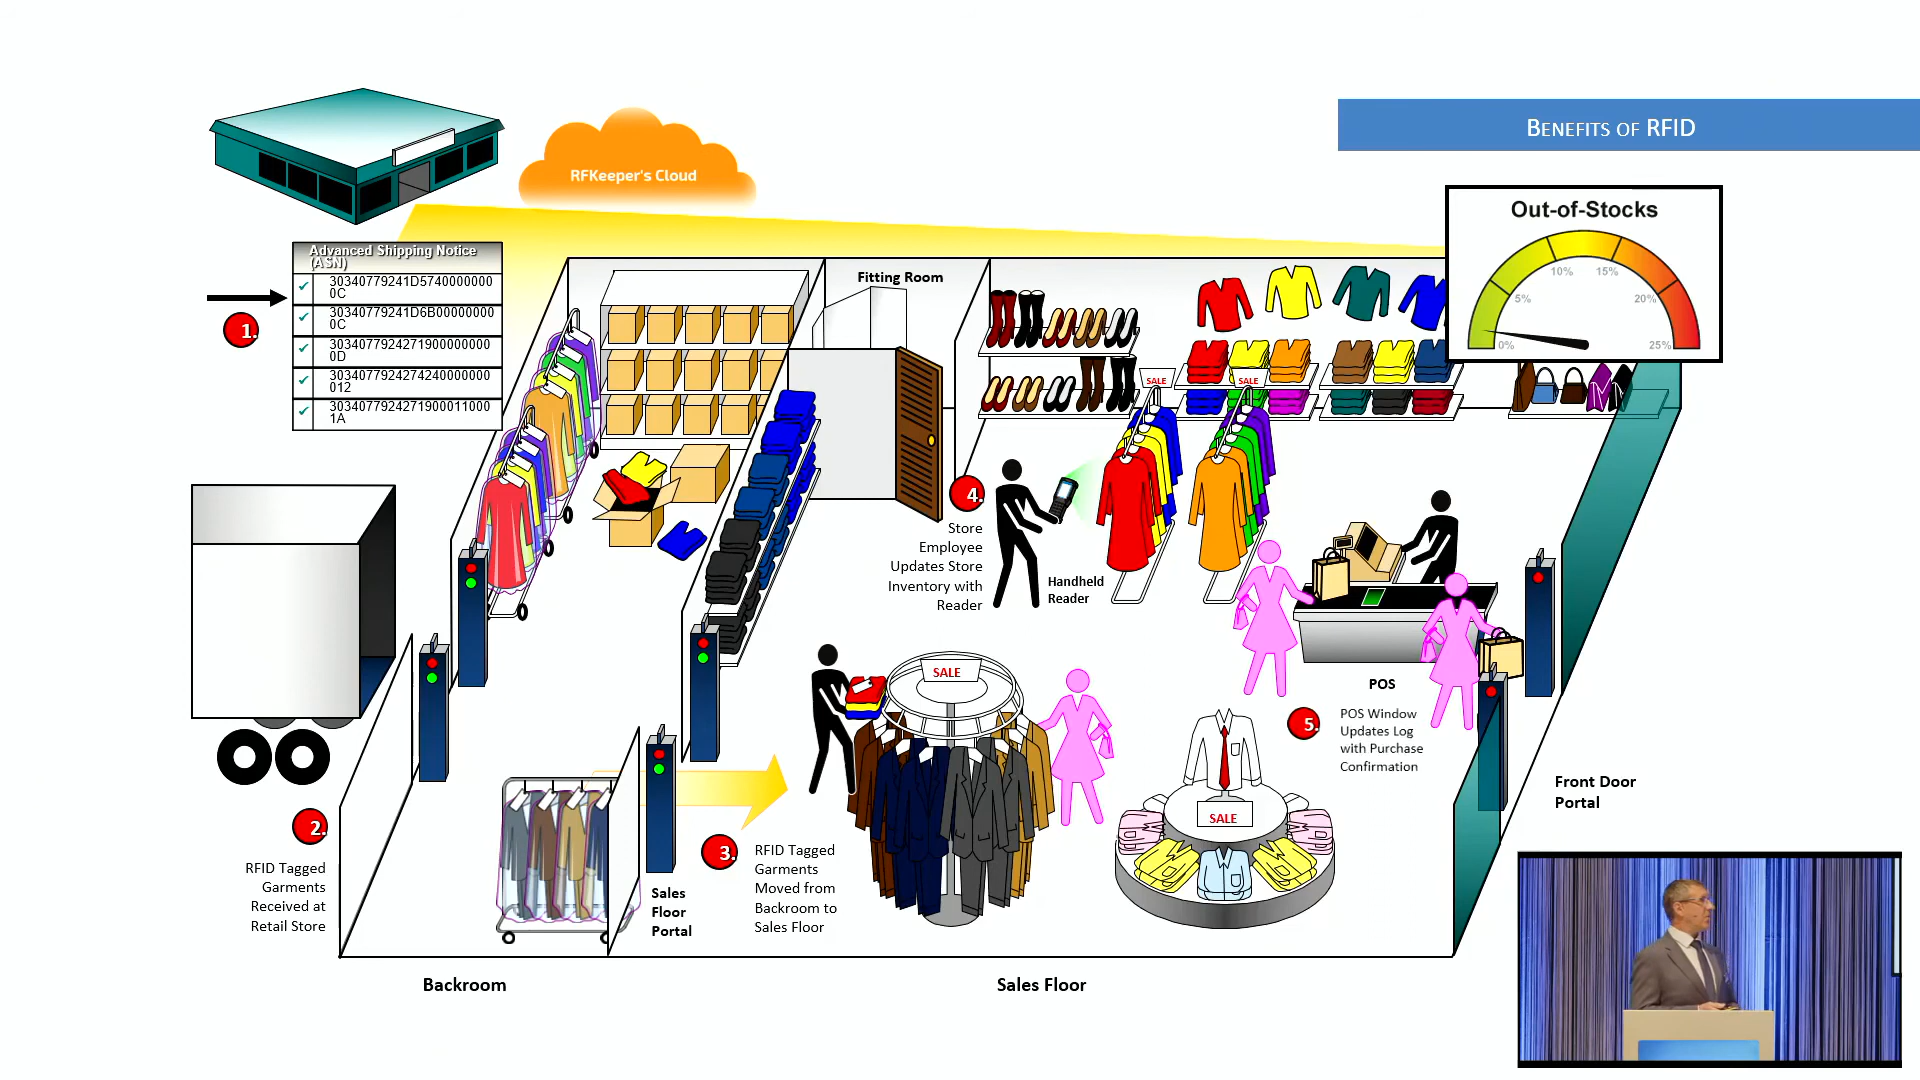 BENEFITS OF RFID
RFKeeper's Cloud
Out-of-Stocks
10%
15%
5%
20%
0%
25%
Advanced Shipping Notice
(ASN)
✔ 30340779241D5740000000
0C
✔ 30340779241D6B00000000
0C
✔ 3034077924271900000000
0D
✔ 3034077924274240000000
012
✔ 3034077924271900011000
1A
1.
Fitting Room
SALE
SALE
4.
Store
Employee
Updates Store
Inventory with
Reader
Handheld
Reader
SALE
POS
5.
POS Window
Updates Log
with Purchase
Confirmation
Front Door
Portal
SALE
2.
RFID Tagged
Garments
Received at
Retail Store
Sales
Floor
Portal
3.
RFID Tagged
Garments
Moved from
Backroom to
Sales Floor
Backroom
Sales Floor